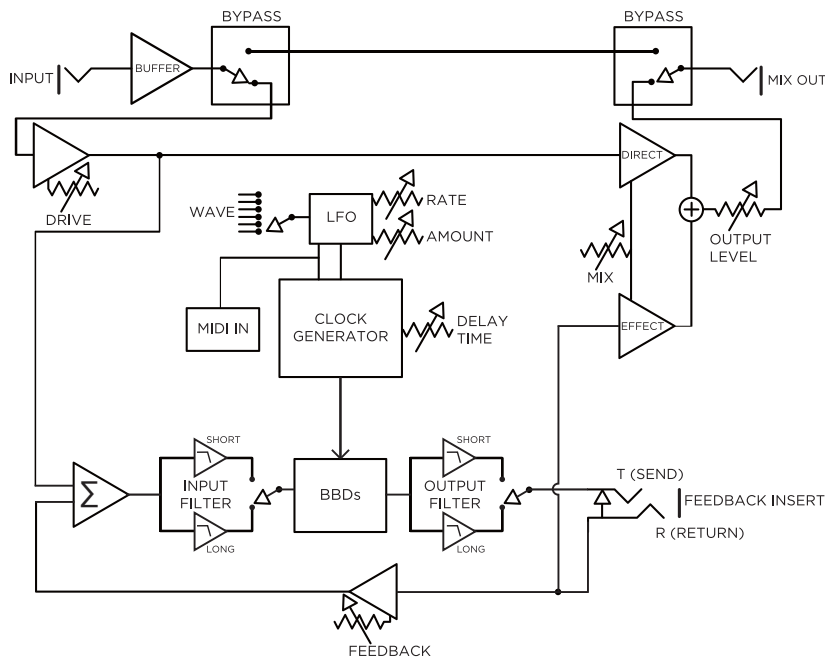 BYPASS
BYPASS
INPUT
BUFFER
MIX OUT
DIRECT
DRIVE
WAVE
LFO
RATE
AMOUNT
OUTPUT
LEVEL
MIX
MIDI IN
CLOCK
GENERATOR
DELAY
TIME
EFFECT
SHORT
SHORT
INPUT
FILTER
BBDs
OUTPUT
FILTER
T (SEND)
FEEDBACK INSERT
R (RETURN)
Σ
+
LONG
LONG
FEEDBACK